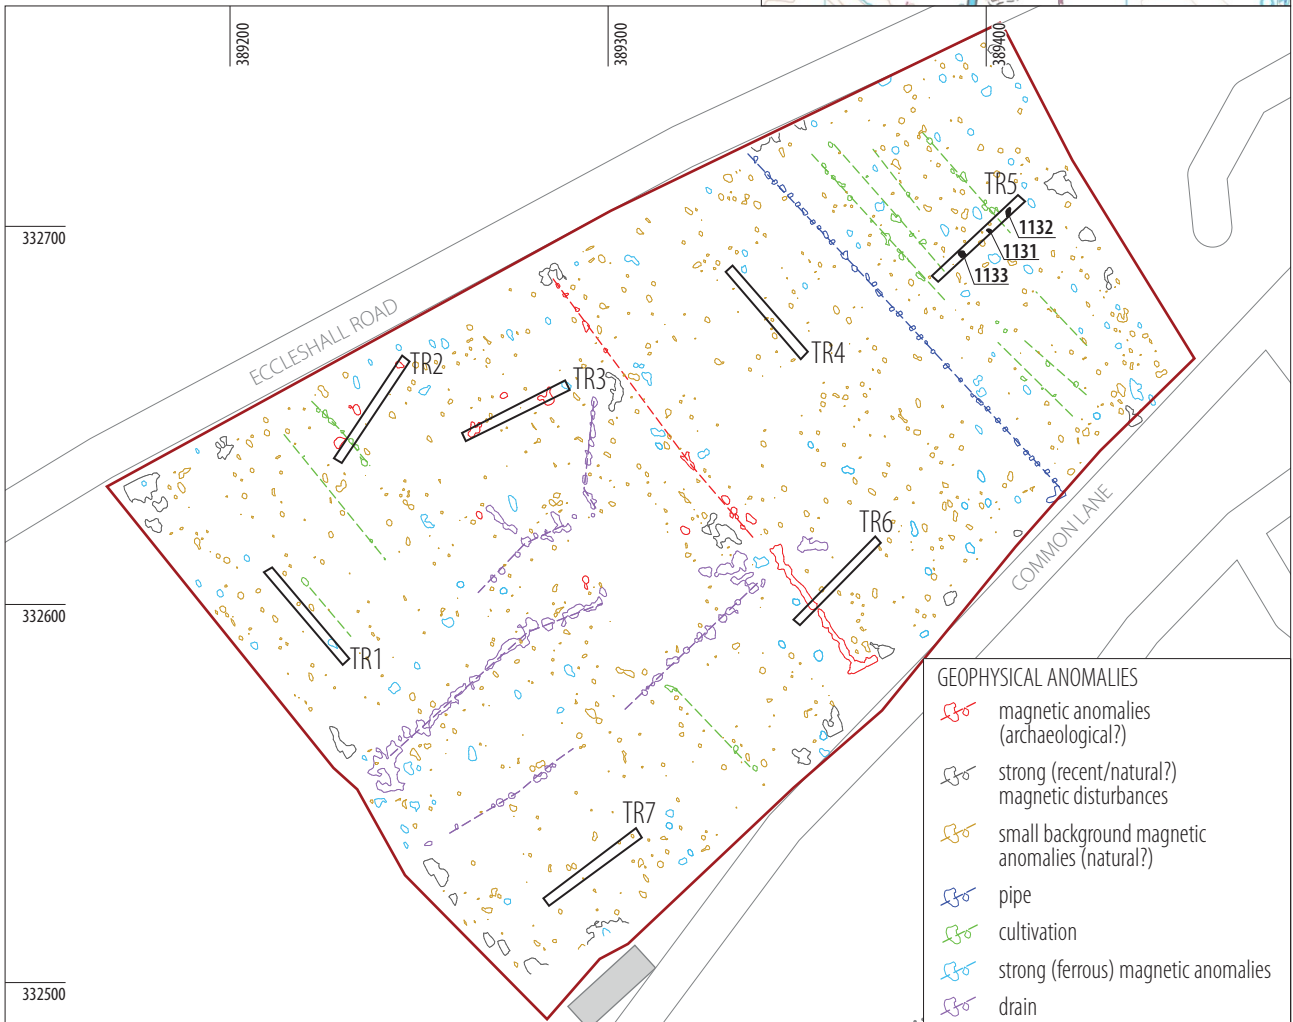 389200
389300
389400
332700
332600
332500
ECCLESHALL ROAD
COMMON LANE
TR5
1132
1131
1133
TR4
TR2
TR3
TR6
TR1
TR7
GEOPHYSICAL ANOMALIES
magnetic anomalies
(archaeological?)
strong (recent/natural?)
magnetic disturbances
small background magnetic
anomalies (natural?)
pipe
cultivation
strong (ferrous) magnetic anomalies
drain